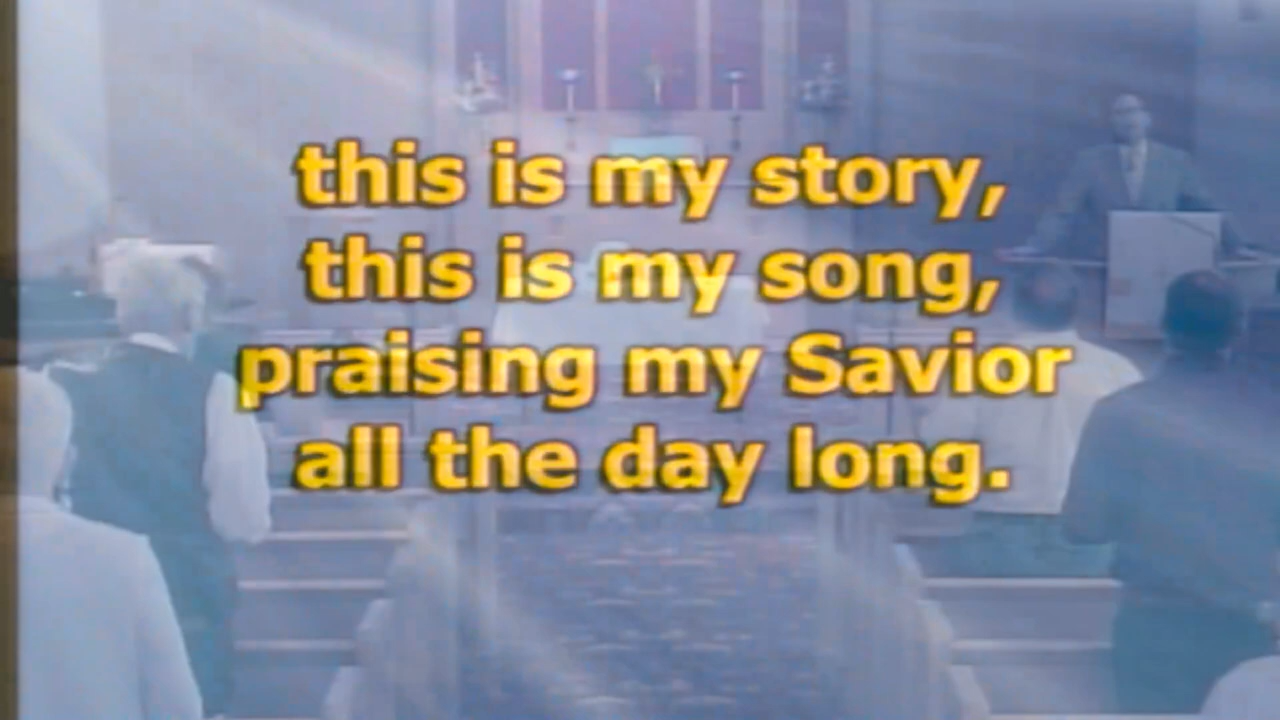 this is my story,
this is my song,
praising my Savior
all the day long.